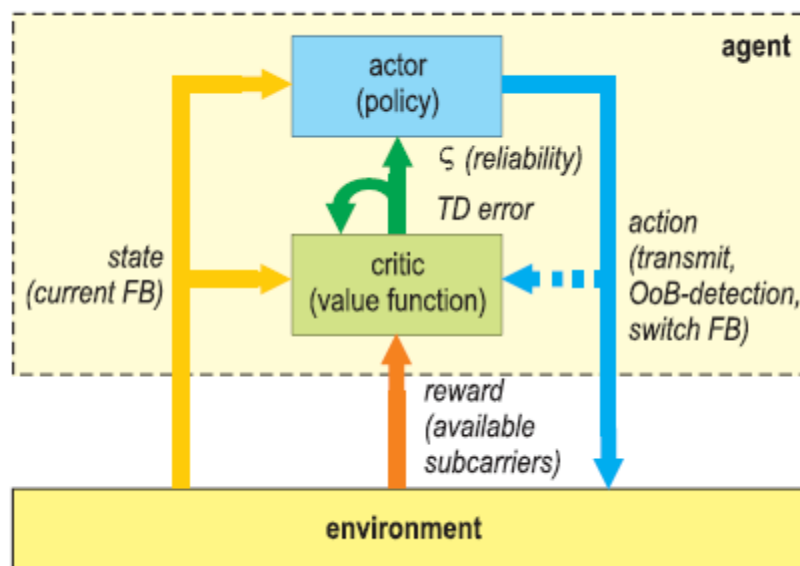 agent
actor
(policy)
ς (reliability)
TD error
state
(current FB)
critic
(value function)
action
(transmit,
OoB-detection,
switch FB)
reward
(available
subcarriers)
environment